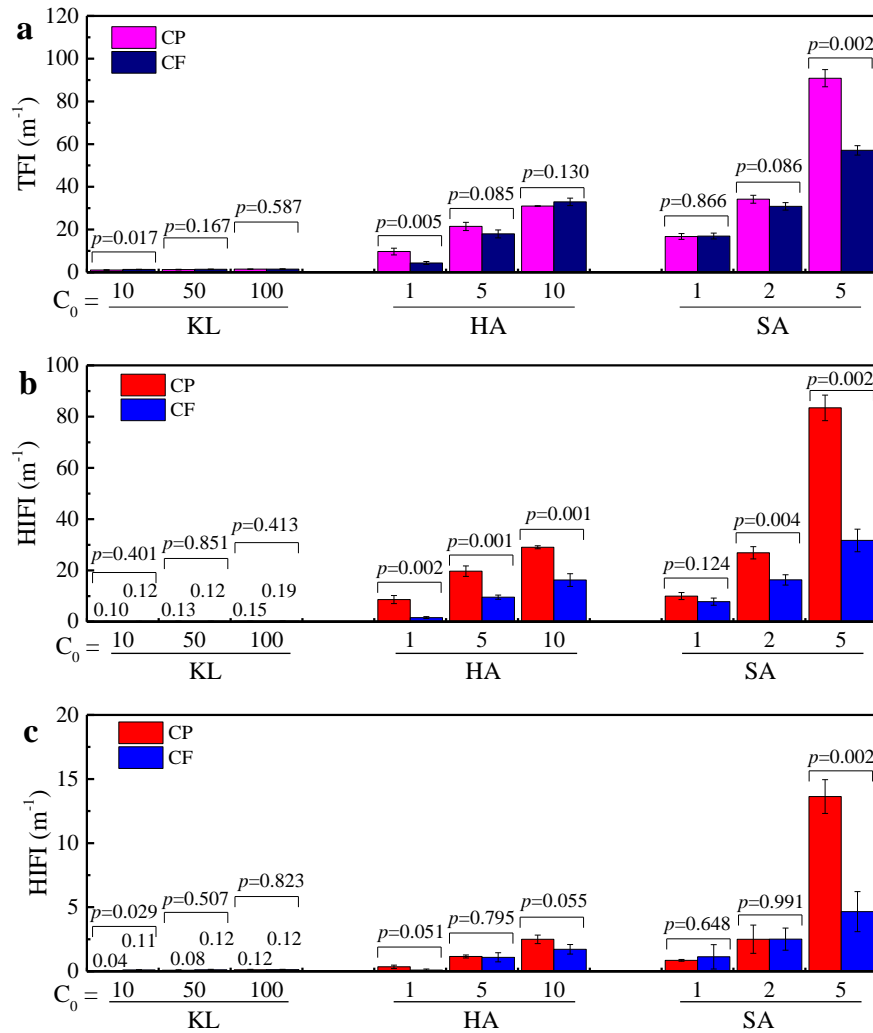 a
CP
CF
TFI (m⁻¹)
120
100
80
60
40
20
0
p=0.017
p=0.167
p=0.587
p=0.005
p=0.085
p=0.130
p=0.866
p=0.086
p=0.002
C₀ = 10 50 100 1 5 10 1 2 5
KL HA SA
b
CP
CF
HIFI (m⁻¹)
100
80
60
40
20
0
p=0.401
p=0.851
p=0.413
p=0.002
p=0.001
p=0.001
p=0.124
p=0.004
p=0.002
0.10 0.12 0.13 0.12 0.15 0.19
C₀ = 10 50 100 1 5 10 1 2 5
KL HA SA
c
CP
CF
HIFI (m⁻¹)
20
15
10
5
0
p=0.029
p=0.507
p=0.823
p=0.051
p=0.795
p=0.055
p=0.648
p=0.991
p=0.002
0.04 0.11 0.08 0.12 0.12 0.12
C₀ = 10 50 100 1 5 10 1 2 5
KL HA SA